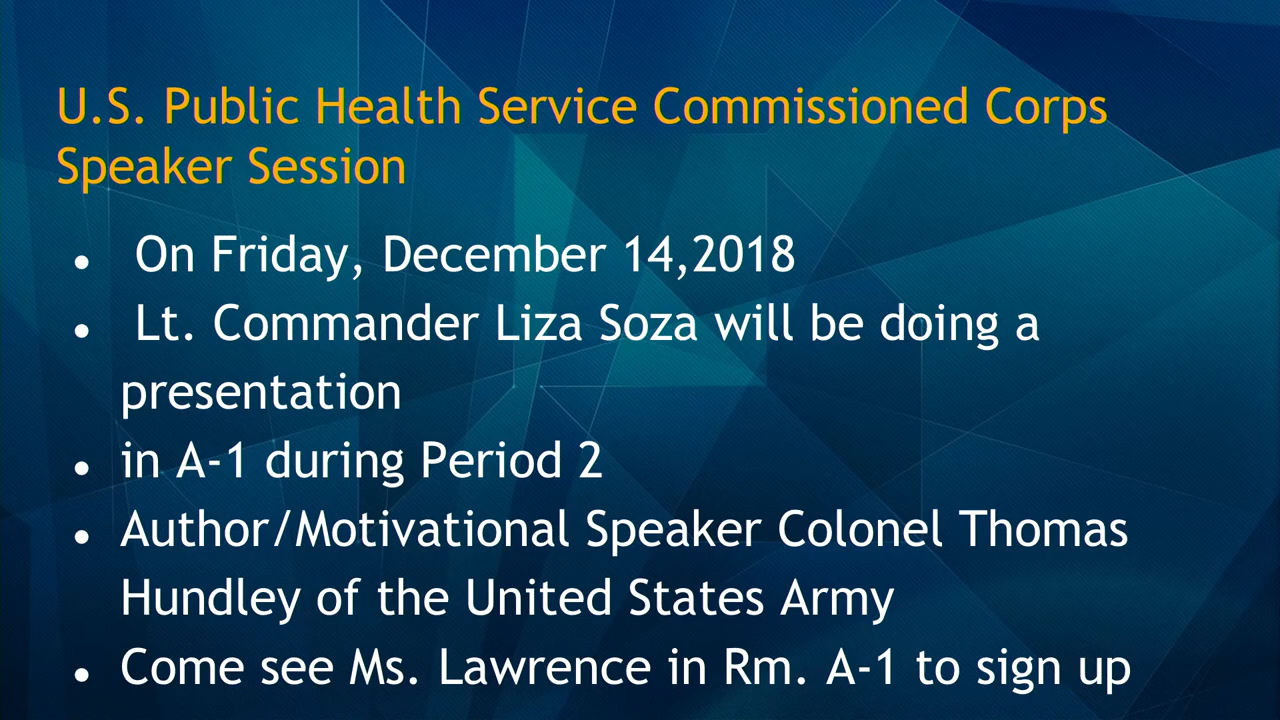 U.S. Public Health Service Commissioned Corps
Speaker Session
• On Friday, December 14,2018
• Lt. Commander Liza Soza will be doing a
presentation
• in A-1 during Period 2
• Author/Motivational Speaker Colonel Thomas
Hundley of the United States Army
• Come see Ms. Lawrence in Rm. A-1 to sign up